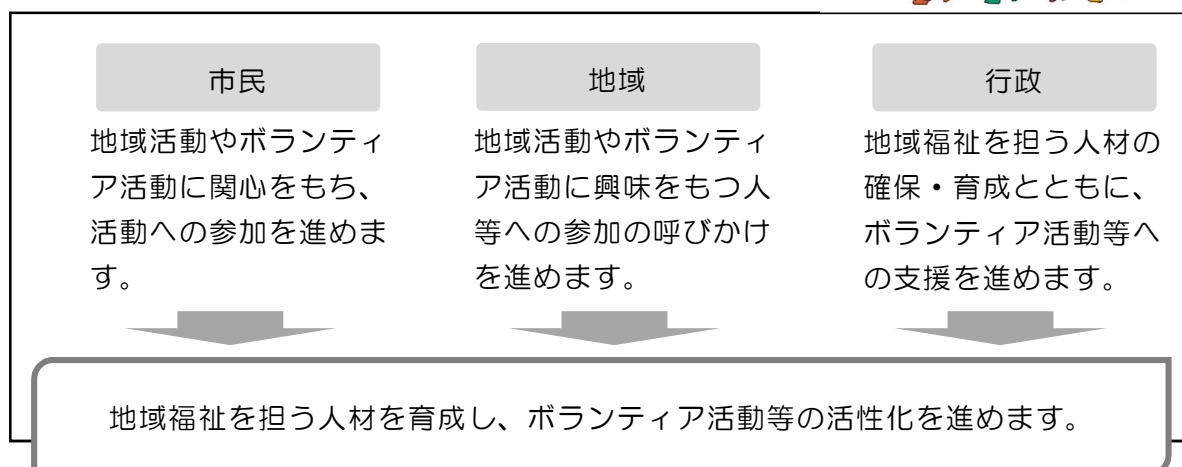 市民
地域活動やボランティ
ア活動に関心をもち、
活動への参加を進めま
す。
地域
地域活動やボランティ
ア活動に興味をもつ人
等への参加の呼びかけ
を進めます。
行政
地域福祉を担う人材の
確保・育成とともに、
ボランティア活動等へ
の支援を進めます。
地域福祉を担う人材を育成し、ボランティア活動等の活性化を進めます。